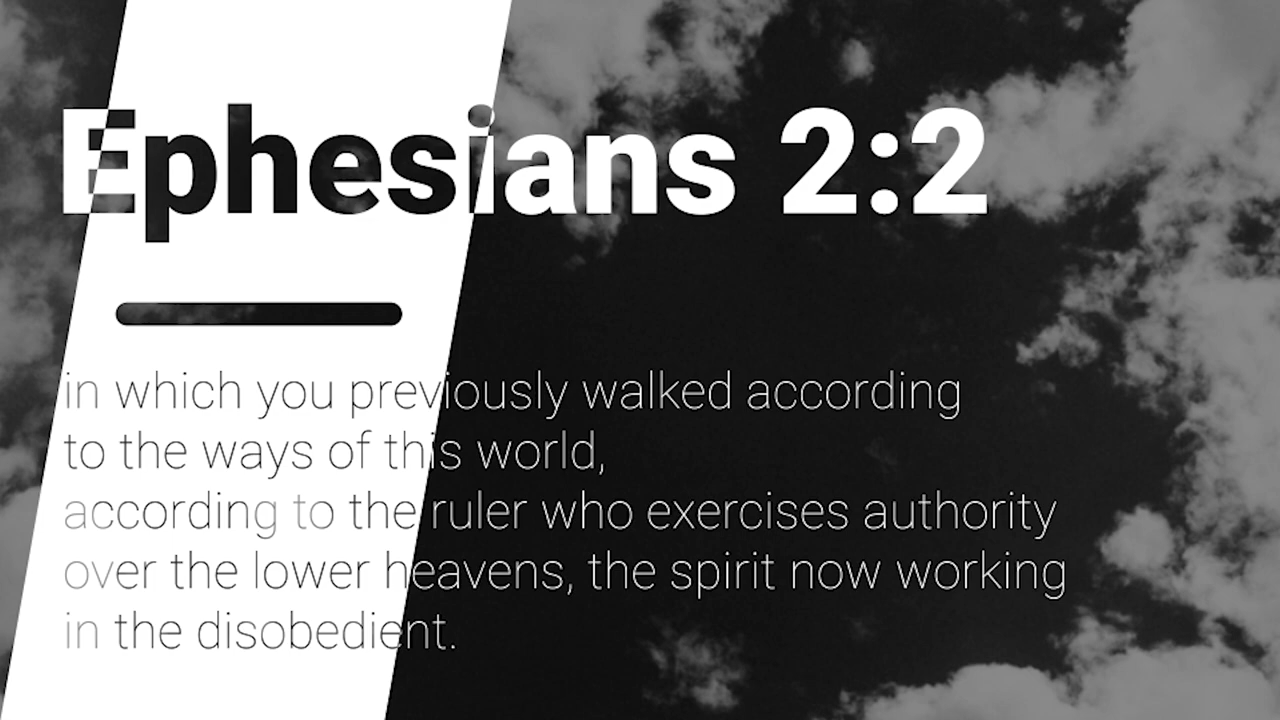 Ephesians 2:2
in which you previously walked according
to the ways of this world,
according to the ruler who exercises authority
over the lower heavens, the spirit now working
in the disobedient.